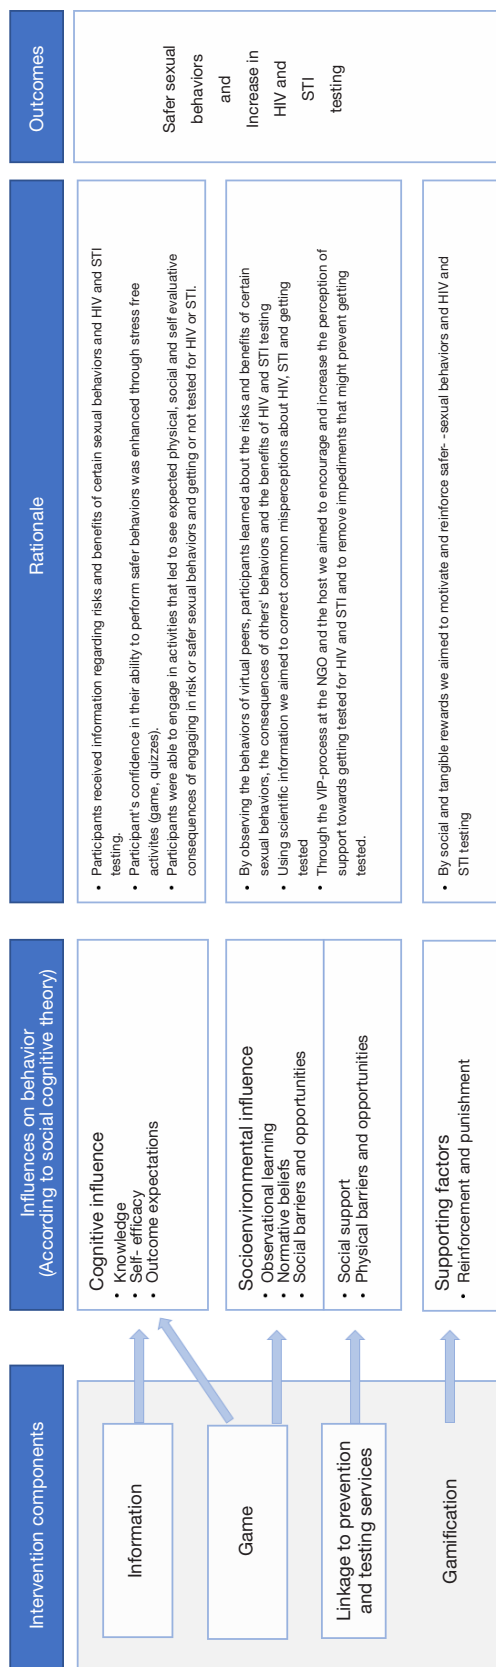 Intervention components
Information
Game
Linkage to prevention
and testing services
Gamification
Influences on behavior
(According to social cognitive theory)
Cognitive influence
• Knowledge
• Self- efficacy
• Outcome expectations
Socioenvironmental influence
• Observational learning
• Normative beliefs
• Social barriers and opportunities
• Social support
• Physical barriers and opportunities
Supporting factors
• Reinforcement and punishment
Rationale
• Participants received information regarding risks and benefits of certain sexual behaviors and HIV and STI
testing.
• Participant's confidence in their ability to perform safer behaviors was enhanced through stress free
activites (game, quizzes).
• Participants were able to engage in activities that led to see expected physical, social and self evaluative
consequences of engaging in risk or safer sexual behaviors and getting or not tested for HIV or STI.
• By observing the behaviors of virtual peers, participants learned about the risks and benefits of certain
sexual behaviors, the consequences of others' behaviors and the benefits of HIV and STI testing
• Using scientific information we aimed to correct common misperceptions about HIV, STI and getting
tested
• Through the VIP-process at the NGO and the host we aimed to encourage and increase the perception of
support towards getting tested for HIV and STI and to remove impediments that might prevent getting
tested.
• By social and tangible rewards we aimed to motivate and reinforce safer- -sexual behaviors and HIV and
STI testing
Outcomes
Safer sexual
behaviors
and
Increase in
HIV and
STI
testing